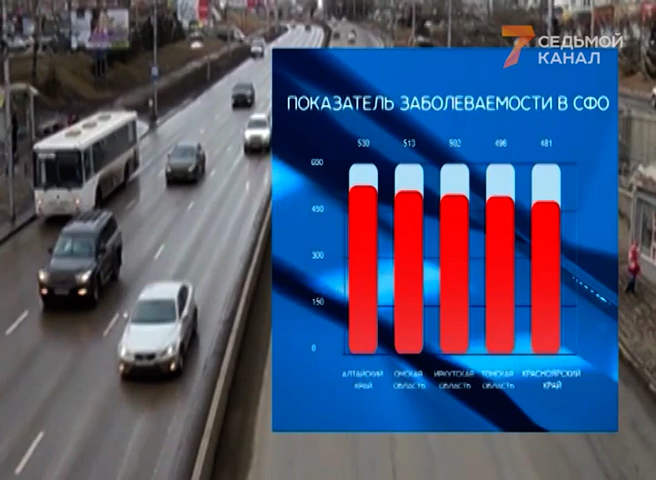 СЕДЬМОЙ
КАНАЛ
ПОКАЗАТЕЛЬ ЗАБОЛЕВАЕМОСТИ В СФО
530 513 502 496 481
600
450
300
150
0
АЛТАЙСКИЙ
КРАЙ
ОМСКАЯ
ОБЛАСТЬ
ИРКУТСКАЯ
ОБЛАСТЬ
ТОМСКАЯ
ОБЛАСТЬ
КРАСНОЯРСКИЙ
КРАЙ